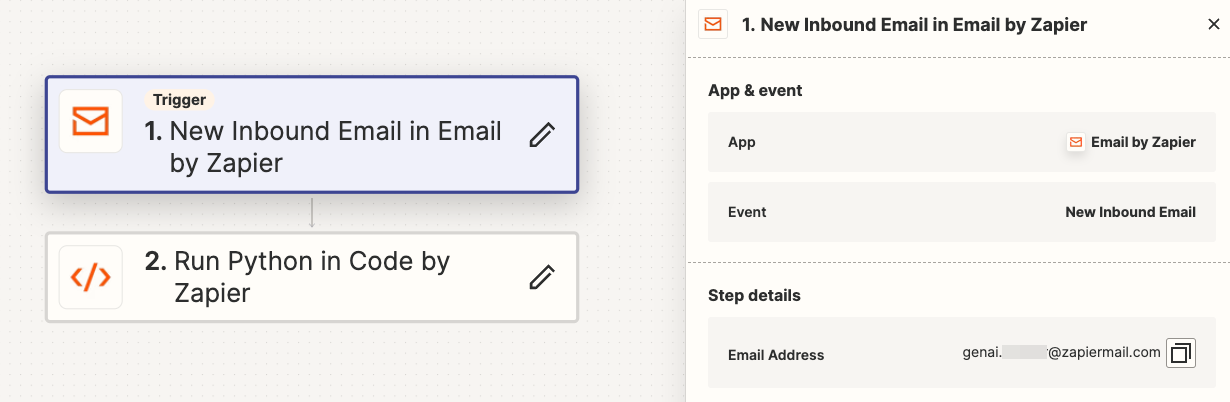 Trigger
1. New Inbound Email in Email
by Zapier
2. Run Python in Code by
Zapier
1. New Inbound Email in Email by Zapier
App & event
App Email by Zapier
Event New Inbound Email
Step details
Email Address genai.@zapiermail.com